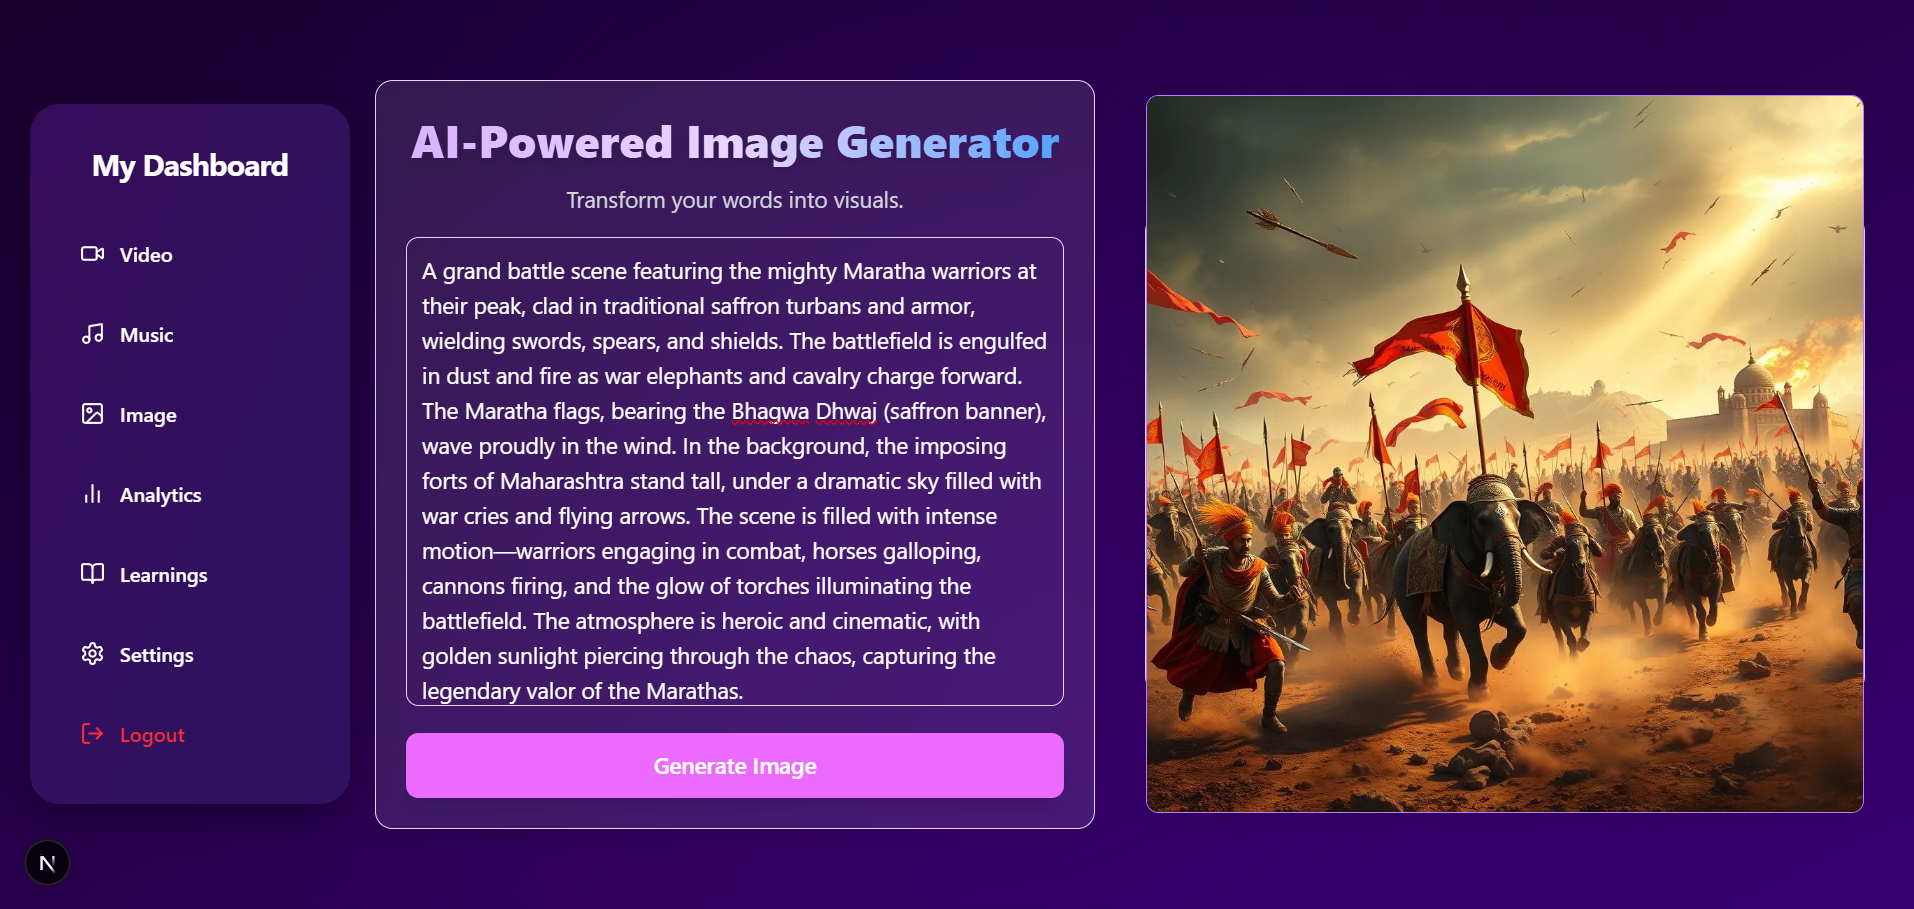 My Dashboard
Video
Music
Image
Analytics
Learnings
Settings
Logout
N
AI-Powered Image Generator
Transform your words into visuals.
A grand battle scene featuring the mighty Maratha warriors at
their peak, clad in traditional saffron turbans and armor,
wielding swords, spears, and shields. The battlefield is engulfed
in dust and fire as war elephants and cavalry charge forward.
The Maratha flags, bearing the Bhagwa Dhwaj (saffron banner),
wave proudly in the wind. In the background, the imposing
forts of Maharashtra stand tall, under a dramatic sky filled with
war cries and flying arrows. The scene is filled with intense
motion—warriors engaging in combat, horses galloping,
cannons firing, and the glow of torches illuminating the
battlefield. The atmosphere is heroic and cinematic, with
golden sunlight piercing through the chaos, capturing the
legendary valor of the Marathas.
Generate Image